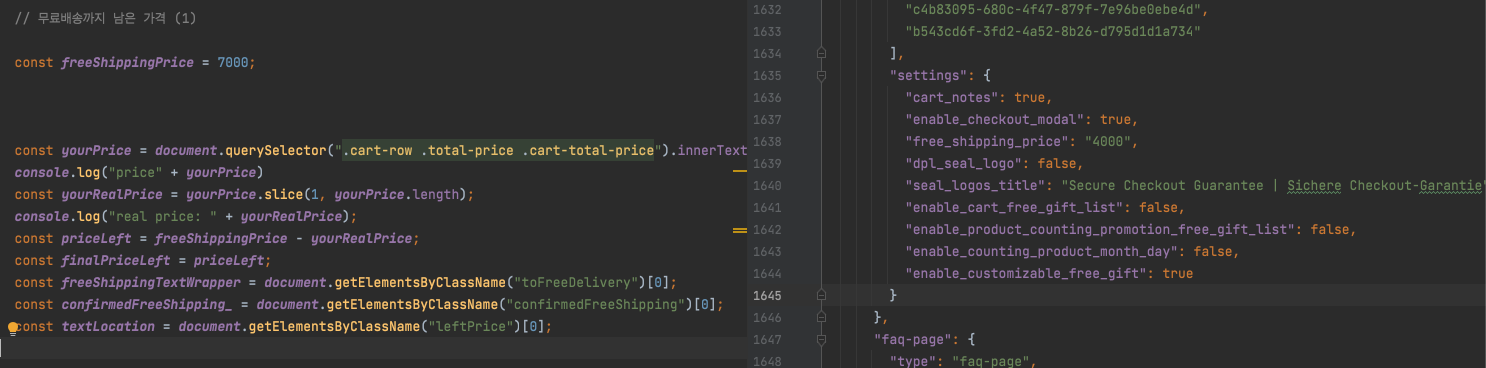 // 무료배송까지 남은 가격 (1)
const freeShippingPrice = 7000;
const yourPrice = document.querySelector(".cart-row .total-price .cart-total-price").innerText
console.log("price" + yourPrice)
const yourRealPrice = yourPrice.slice(1, yourPrice.length);
console.log("real price: " + yourRealPrice);
const priceLeft = freeShippingPrice - yourRealPrice;
const finalPriceLeft = priceLeft;
const freeShippingTextWrapper = document.getElementsByClassName("toFreeDelivery")[0];
const confirmedFreeShipping_ = document.getElementsByClassName("confirmedFreeShipping")[0];
const textLocation = document.getElementsByClassName("leftPrice")[0];
1632 "c4b83095-680c-4f47-879f-7e96be0ebe4d",
1633 "b543cd6f-3fd2-4a52-8b26-d795d1d1a734"
1634 ],
1635 "settings": {
1636 "cart_notes": true,
1637 "enable_checkout_modal": true,
1638 "free_shipping_price": "4000",
1639 "dpl_seal_logo": false,
1640 "seal_logos_title": "Secure Checkout Guarantee | Sichere Checkout-Garantie"
1641 "enable_cart_free_gift_list": false,
1642 "enable_product_counting_promotion_free_gift_list": false,
1643 "enable_counting_product_month_day": false,
1644 "enable_customizable_free_gift": true
1645 }
1646 },
1647 "faq-page": {
1648 "type": "faq-page",